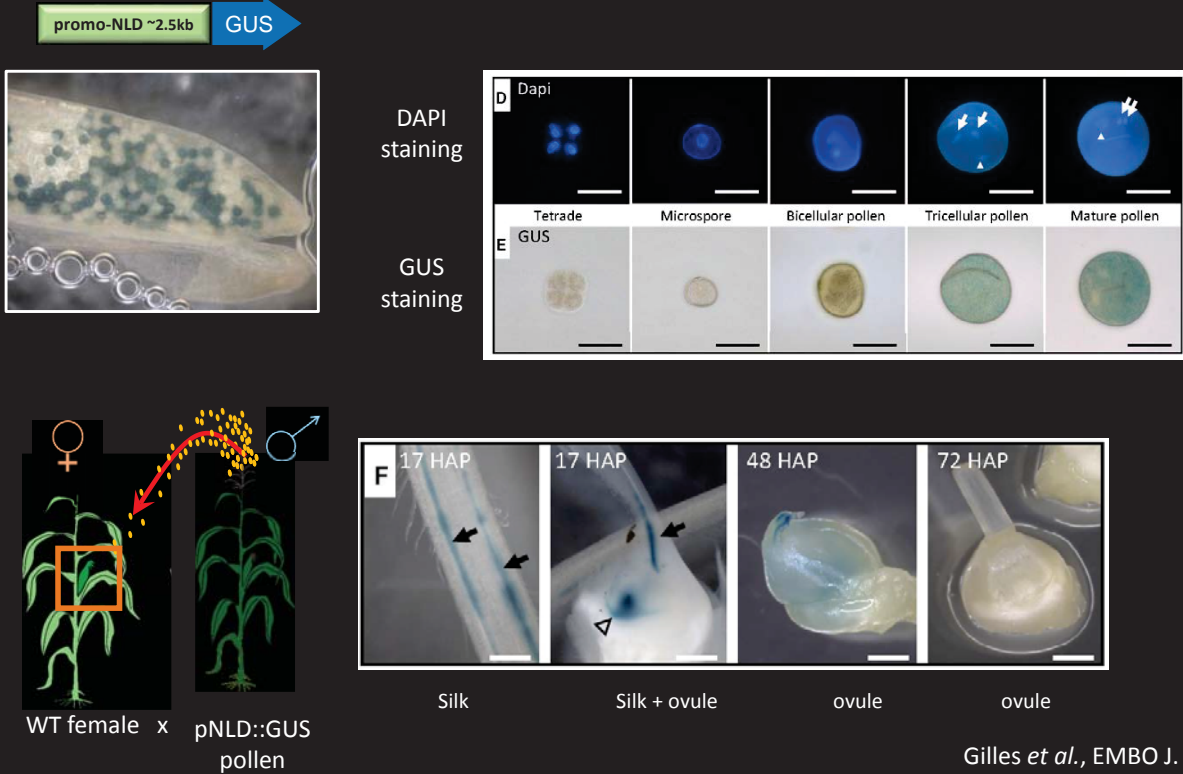 promo-NLD ~2.5kb
GUS
DAPI
staining
D Dapi
Tetrade Microspore Bicellular pollen Tricellular pollen Mature pollen
GUS
staining
E GUS
F 17 HAP 17 HAP 48 HAP 72 HAP
Silk Silk + ovule ovule ovule
WT female x pNLD::GUS
pollen
Gilles et al., EMBO J.